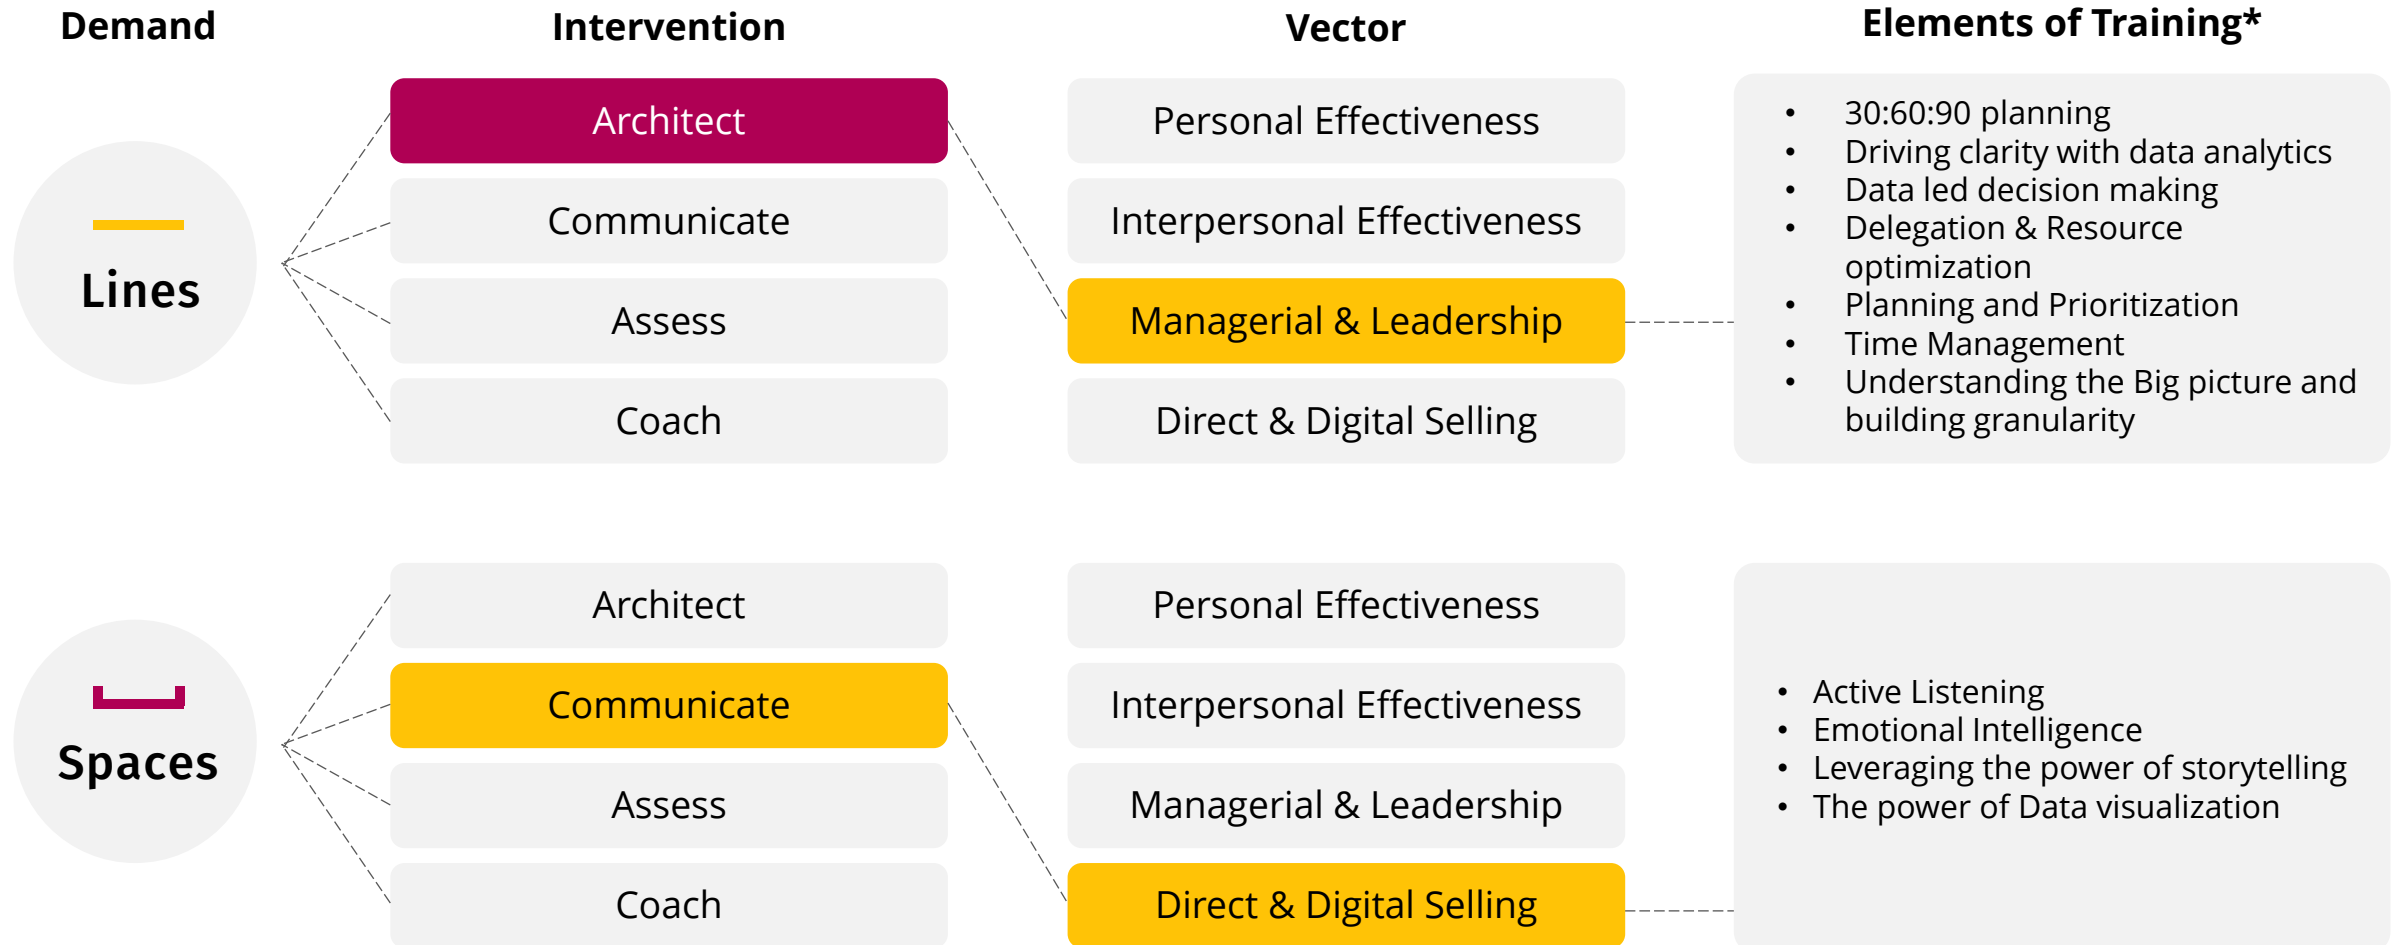 Demand
Intervention
Vector
Elements of Training*
Lines
Architect
Communicate
Assess
Coach
Personal Effectiveness
Interpersonal Effectiveness
Managerial & Leadership
Direct & Digital Selling
• 30:60:90 planning
• Driving clarity with data analytics
• Data led decision making
• Delegation & Resource
optimization
• Planning and Prioritization
• Time Management
• Understanding the Big picture and
building granularity
Spaces
Architect
Communicate
Assess
Coach
Personal Effectiveness
Interpersonal Effectiveness
Managerial & Leadership
Direct & Digital Selling
• Active Listening
• Emotional Intelligence
• Leveraging the power of storytelling
• The power of Data visualization